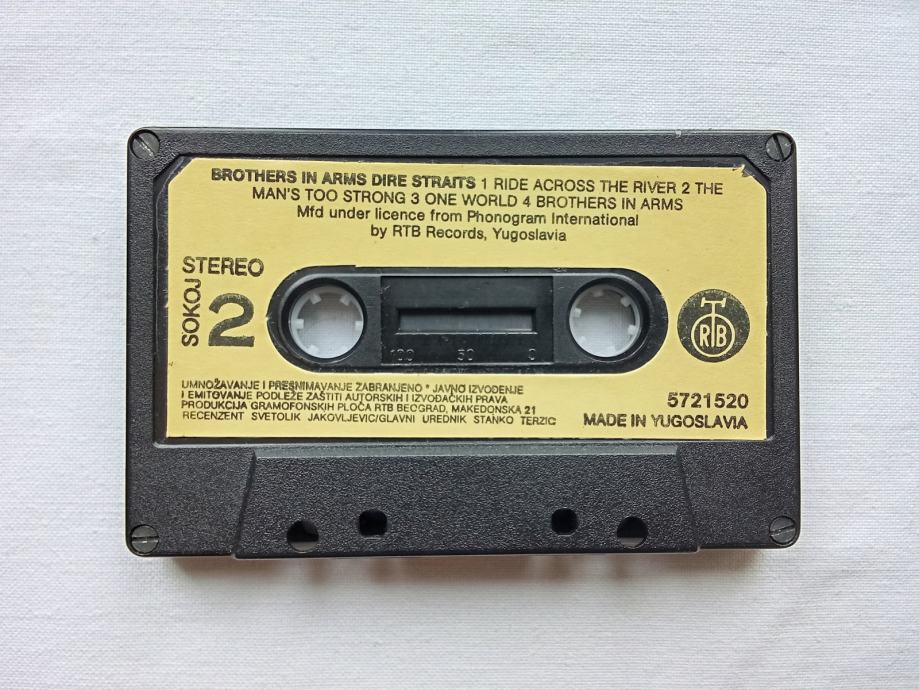 BROTHERS IN ARMS DIRE STRAITS 1 RIDE ACROSS THE RIVER 2 THE
MAN'S TOO STRONG 3 ONE WORLD 4 BROTHERS IN ARMS
Mfd under licence from Phonogram International
by RTB Records, Yugoslavia
STEREO
SOKOJ
2
RTB
100 50 0
UMNOŽAVANJE I PRESNIMAVANJE ZABRANJENO * JAVNO IZVOĐENJE
I EMITOVANJE PODLEŽE ZAŠTITI AUTORSKIH I IZVOĐAČKIH PRAVA
PRODUKCIJA GRAMOFONSKIH PLOČA RTB BEOGRAD, MAKEDONSKA 21
RECENZENT SVETOLIK JAKOVLJEVIC/GLAVNI UREDNIK STANKO TERZIC
5721520
MADE IN YUGOSLAVIA